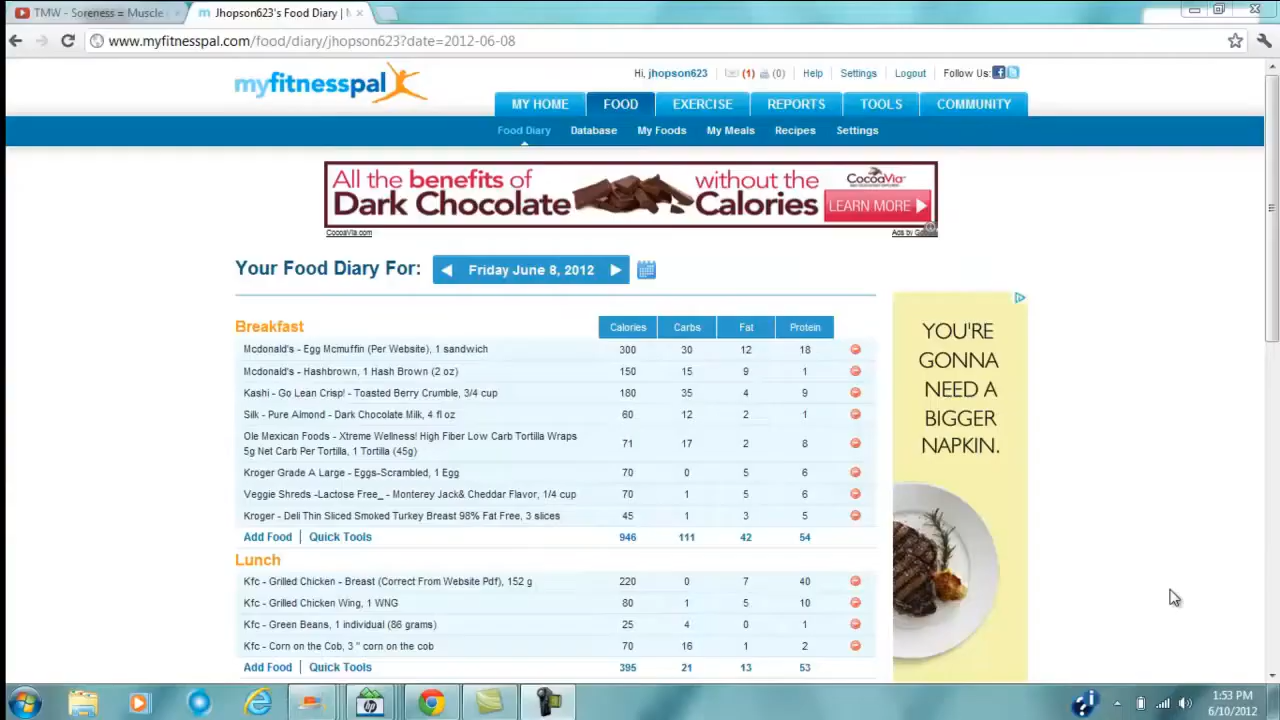 TMW - Soreness = Muscle
Jhopson623's Food Diary |
www.myfitnesspal.com/food/diary/jhopson623?date=2012-06-08
myfitnesspal
Hi, jhopson623 (1) (0) Help Settings Logout Follow Us:
MY HOME FOOD EXERCISE REPORTS TOOLS COMMUNITY
Food Diary Database My Foods My Meals Recipes Settings
All the benefits of without the CocoaVia
Dark Chocolate Calories LEARN MORE
CocoaVia.com Ads by
Your Food Diary For: Friday June 8, 2012
Breakfast Calories Carbs Fat Protein
Mcdonald's - Egg Mcmuffin (Per Website), 1 sandwich 300 30 12 18
Mcdonald's - Hashbrown, 1 Hash Brown (2 oz) 150 15 9 1
Kashi - Go Lean Crisp! - Toasted Berry Crumble, 3/4 cup 180 35 4 9
Silk - Pure Almond - Dark Chocolate Milk, 4 fl oz 60 12 2 1
Ole Mexican Foods - Xtreme Wellness! High Fiber Low Carb Tortilla Wraps
5g Net Carb Per Tortilla, 1 Tortilla (45g) 71 17 2 8
Kroger Grade A Large - Eggs-Scrambled, 1 Egg 70 0 5 6
Veggie Shreds -Lactose Free_ - Monterey Jack& Cheddar Flavor, 1/4 cup 70 1 5 6
Kroger - Deli Thin Sliced Smoked Turkey Breast 98% Fat Free, 3 slices 45 1 3 5
Add Food | Quick Tools 946 111 42 54
Lunch
Kfc - Grilled Chicken - Breast (Correct From Website Pdf), 152 g 220 0 7 40
Kfc - Grilled Chicken Wing, 1 WNG 80 1 5 10
Kfc - Green Beans, 1 individual (86 grams) 25 4 0 1
Kfc - Corn on the Cob, 3 " corn on the cob 70 16 1 2
Add Food | Quick Tools 395 21 13 53
YOU'RE
GONNA
NEED A
BIGGER
NAPKIN.
1:53 PM
6/10/2012